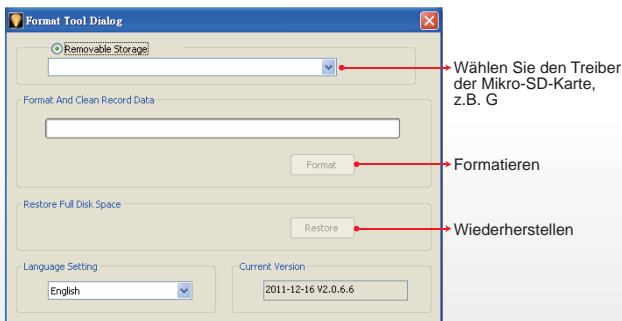 Format Tool Dialog
Removable Storage
Wählen Sie den Treiber
der Mikro-SD-Karte,
z.B. G
Format And Clean Record Data
Format
Formatieren
Restore Full Disk Space
Restore
Wiederherstellen
Language Setting
English
Current Version
2011-12-16 V2.0.6.6